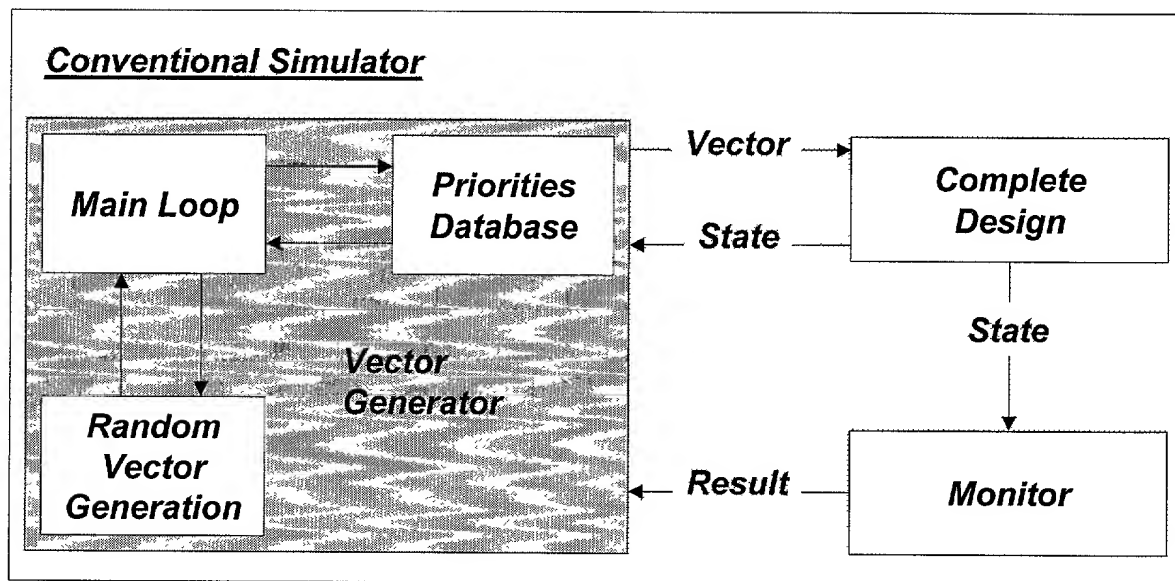 Conventional Simulator
Main Loop
Priorities
Database
Vector
Complete
Design
State
State
Vector
Generator
Random
Vector
Generation
Result
Monitor